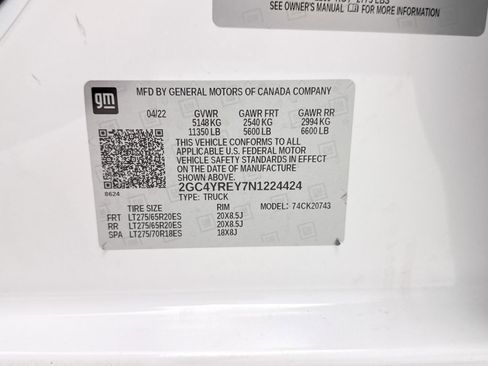 SEE OWNER'S MANUAL FOR MORE INFORMATION
gm
MFD BY GENERAL MOTORS OF CANADA COMPANY
04/22 GVWR GAWR FRT GAWR RR
5148 KG 2540 KG 2994 KG
11350 LB 5600 LB 6600 LB
THIS VEHICLE CONFORMS TO ALL
APPLICABLE U.S. FEDERAL MOTOR
VEHICLE SAFETY STANDARDS IN EFFECT
ON THE DATE OF MANUFACTURE
SHOWN ABOVE.
2GC4YREY7N1224424
8624 TYPE: TRUCK
TIRE SIZE RIM MODEL: 74CK20743
FRT LT275/65R20ES 20X8.5J
RR LT275/65R20ES 20X8.5J
SPA LT275/70R18ES 18X8J